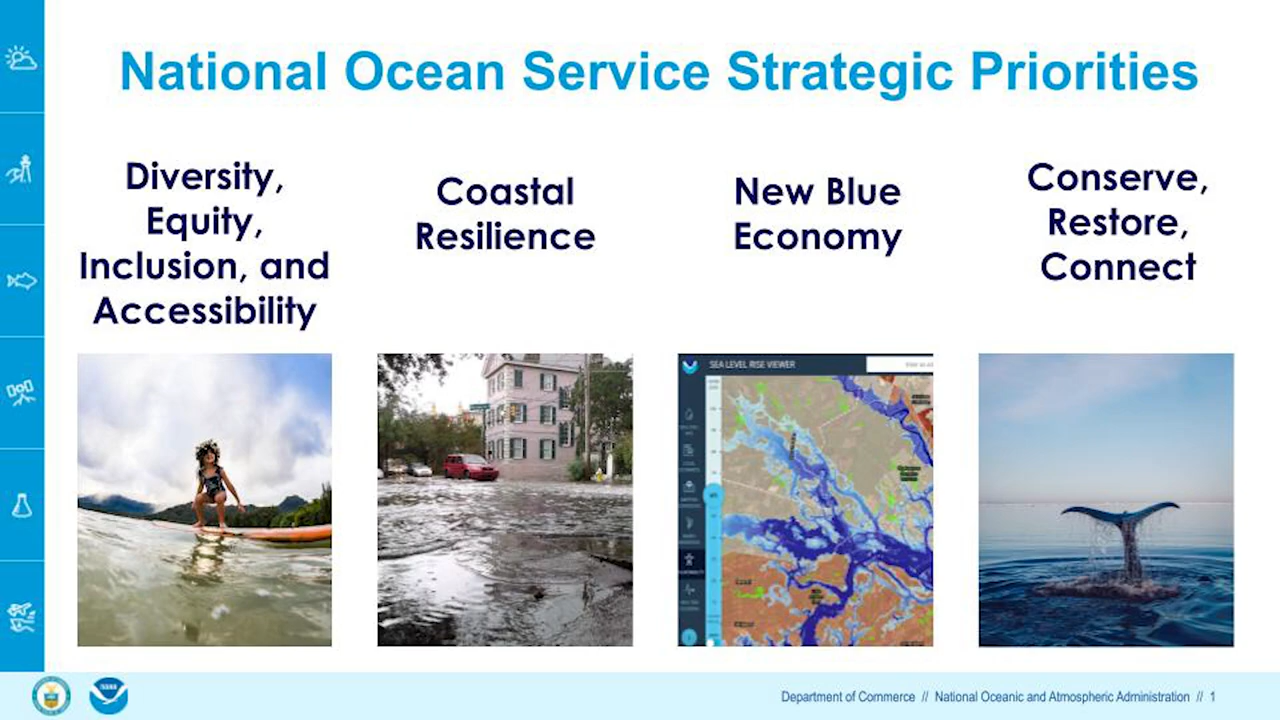 National Ocean Service Strategic Priorities
Diversity,
Equity,
Inclusion, and
Accessibility
Coastal
Resilience
New Blue
Economy
Conserve,
Restore,
Connect
SEA LEVEL RISE VIEWER
Department of Commerce // National Oceanic and Atmospheric Administration // 1